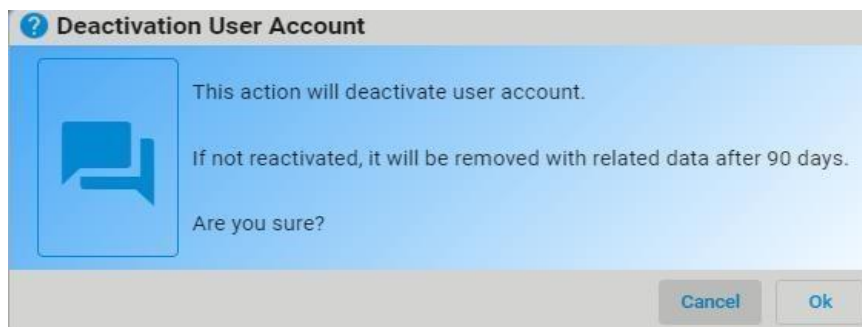 Deactivation User Account
This action will deactivate user account.
If not reactivated, it will be removed with related data after 90 days.
Are you sure?
Cancel Ok